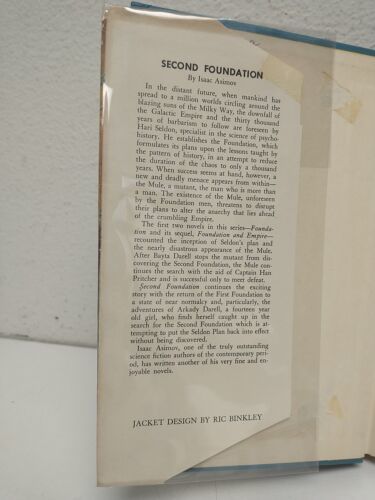 SECOND FOUNDATION
By Isaac Asimov
In the distant future, when mankind has
spread to a million worlds circling around the
blazing suns of the Milky Way, the downfall of
the Galactic Empire and the thirty thousand
years of barbarism to follow are foreseen by
Hari Seldon, specialist in the science of psycho-
history. He establishes the Foundation, which
formulates its plans upon the lessons taught by
the pattern of history, in an attempt to reduce
the duration of the chaos to only a thousand
years. When success seems at hand, however, a
new and deadly menace appears from within—
the Mule, a mutant, the man who is more than
a man. The existence of the Mule, unforeseen
by the Foundation men, threatens to disrupt
their plans to alter the anarchy that lies ahead
of the crumbling Empire.
The first two novels in this series—Founda-
tion and its sequel, Foundation and Empire—
recounted the inception of Seldon's plan and
the nearly disastrous appearance of the Mule.
After Bayta Darell stops the mutant from dis-
covering the Second Foundation, the Mule con-
tinues the search with the aid of Captain Han
Pritcher and is successful only to meet defeat.
Second Foundation continues the exciting
story with the return of the First Foundation to
a state of near normalcy and, particularly, the
adventures of Arkady Darell, a fourteen year
old girl, who finds herself caught up in the
search for the Second Foundation which is at-
tempting to put the Seldon Plan back into effect
without being discovered.
Isaac Asimov, one of the truly outstanding
science fiction authors of the contemporary peri-
od, has written another of his very fine and en-
joyable novels.
JACKET DESIGN BY RIC BINKLEY